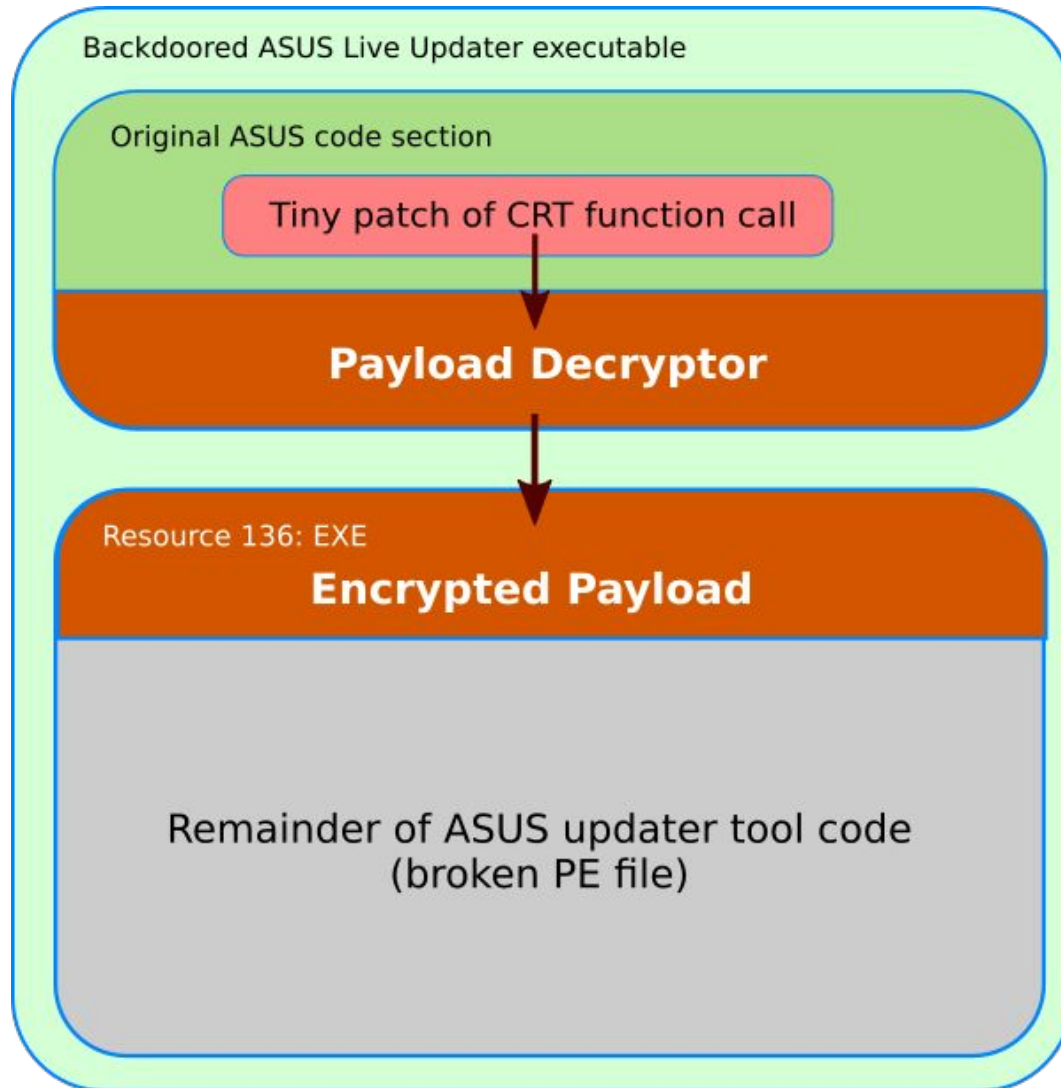 Backdoored ASUS Live Updater executable
Original ASUS code section
Tiny patch of CRT function call
Payload Decryptor
Resource 136: EXE
Encrypted Payload
Remainder of ASUS updater tool code
(broken PE file)